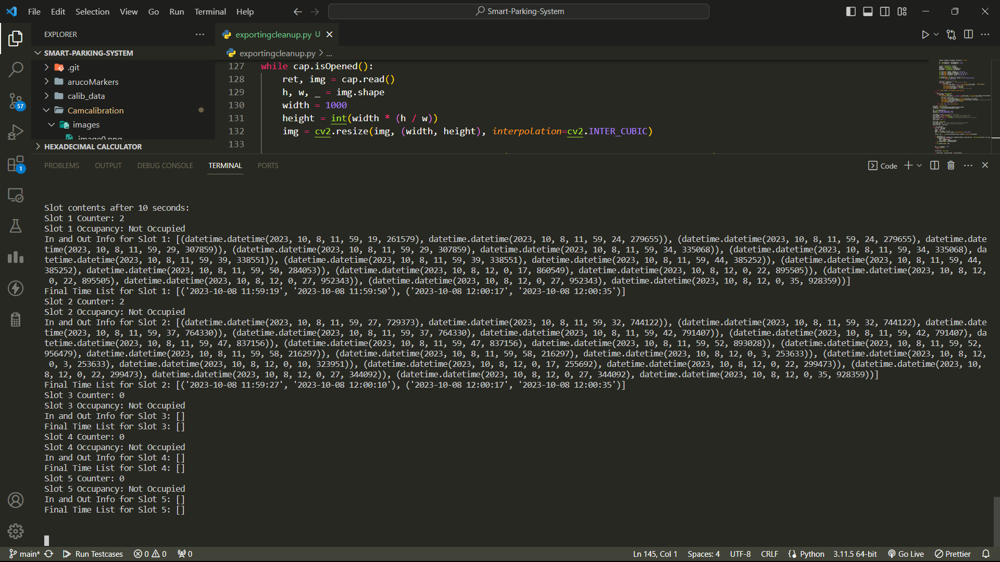 File Edit Selection View Go Run Terminal Help
Smart-Parking-System
EXPLORER
exportingcleanup.py U
SMART-PARKING-SYSTEM
exportingcleanup.py > ...
.git
arucoMarkers
calib_data
Camcalibration
images
image0.png
HEXADECIMAL CALCULATOR
127 while cap.isOpened():
128 ret, img = cap.read()
129 h, w, _ = img.shape
130 width = 1000
131 height = int(width * (h / w))
132 img = cv2.resize(img, (width, height), interpolation=cv2.INTER_CUBIC)
133
57
1
PROBLEMS OUTPUT DEBUG CONSOLE TERMINAL PORTS
Code
Slot contents after 10 seconds:
Slot 1 Counter: 2
Slot 1 Occupancy: Not Occupied
In and Out Info for Slot 1: [(datetime.datetime(2023, 10, 8, 11, 59, 19, 261579), datetime.datetime(2023, 10, 8, 11, 59, 24, 279655)), (datetime.datetime(2023, 10, 8, 11, 59, 24, 279655), datetime.date
time(2023, 10, 8, 11, 59, 29, 307859)), (datetime.datetime(2023, 10, 8, 11, 59, 29, 307859), datetime.datetime(2023, 10, 8, 11, 59, 34, 335068)), (datetime.datetime(2023, 10, 8, 11, 59, 34, 335068), da
tetime.datetime(2023, 10, 8, 11, 59, 39, 338551)), (datetime.datetime(2023, 10, 8, 11, 59, 39, 338551), datetime.datetime(2023, 10, 8, 11, 59, 44, 385252)), (datetime.datetime(2023, 10, 8, 11, 59, 44,
385252), datetime.datetime(2023, 10, 8, 11, 59, 50, 284053)), (datetime.datetime(2023, 10, 8, 12, 0, 17, 860549), datetime.datetime(2023, 10, 8, 12, 0, 22, 895505)), (datetime.datetime(2023, 10, 8, 12,
0, 22, 895505), datetime.datetime(2023, 10, 8, 12, 0, 27, 952343)), (datetime.datetime(2023, 10, 8, 12, 0, 27, 952343), datetime.datetime(2023, 10, 8, 12, 0, 35, 928359))]
Final Time List for Slot 1: [('2023-10-08 11:59:19', '2023-10-08 11:59:50'), ('2023-10-08 12:00:17', '2023-10-08 12:00:35')]
Slot 2 Counter: 2
Slot 2 Occupancy: Not Occupied
In and Out Info for Slot 2: [(datetime.datetime(2023, 10, 8, 11, 59, 27, 729373), datetime.datetime(2023, 10, 8, 11, 59, 32, 744122)), (datetime.datetime(2023, 10, 8, 11, 59, 32, 744122), datetime.date
time(2023, 10, 8, 11, 59, 37, 764330)), (datetime.datetime(2023, 10, 8, 11, 59, 37, 764330), datetime.datetime(2023, 10, 8, 11, 59, 42, 791407)), (datetime.datetime(2023, 10, 8, 11, 59, 42, 791407), da
tetime.datetime(2023, 10, 8, 11, 59, 47, 837156)), (datetime.datetime(2023, 10, 8, 11, 59, 47, 837156), datetime.datetime(2023, 10, 8, 11, 59, 52, 893028)), (datetime.datetime(2023, 10, 8, 11, 59, 52,
956479), datetime.datetime(2023, 10, 8, 11, 59, 58, 216297)), (datetime.datetime(2023, 10, 8, 11, 59, 58, 216297), datetime.datetime(2023, 10, 8, 12, 0, 3, 253633)), (datetime.datetime(2023, 10, 8, 12,
0, 3, 253633), datetime.datetime(2023, 10, 8, 12, 0, 10, 323951)), (datetime.datetime(2023, 10, 8, 12, 0, 17, 255692), datetime.datetime(2023, 10, 8, 12, 0, 22, 299473)), (datetime.datetime(2023, 10,
8, 12, 0, 22, 299473), datetime.datetime(2023, 10, 8, 12, 0, 27, 344092)), (datetime.datetime(2023, 10, 8, 12, 0, 27, 344092), datetime.datetime(2023, 10, 8, 12, 0, 35, 928359))]
Final Time List for Slot 2: [('2023-10-08 11:59:27', '2023-10-08 12:00:10'), ('2023-10-08 12:00:17', '2023-10-08 12:00:35')]
Slot 3 Counter: 0
Slot 3 Occupancy: Not Occupied
In and Out Info for Slot 3: []
Final Time List for Slot 3: []
Slot 4 Counter: 0
Slot 4 Occupancy: Not Occupied
In and Out Info for Slot 4: []
Final Time List for Slot 4: []
Slot 5 Counter: 0
Slot 5 Occupancy: Not Occupied
In and Out Info for Slot 5: []
Final Time List for Slot 5: []
main* Run Testcases 0 0 0 Ln 145, Col 1 Spaces: 4 UTF-8 CRLF Python 3.11.5 64-bit Go Live Prettier